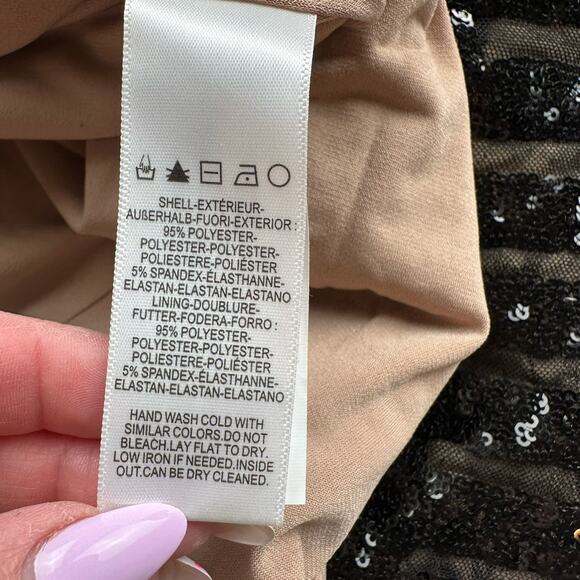 SHELL-EXTÉRIEUR-
AUßERHALB-FUORI-EXTERIOR :
95% POLYESTER-
POLYESTER-POLYESTER-
POLIESTERE-POLIÉSTER
5% SPANDEX-ÉLASTHANNE-
ELASTAN-ELASTAN-ELASTANO
LINING-DOUBLURE-
FUTTER-FODERA-FORRO :
95% POLYESTER-
POLYESTER-POLYESTER-
POLIESTERE-POLIÉSTER
5% SPANDEX-ÉLASTHANNE-
ELASTAN-ELASTAN-ELASTANO
HAND WASH COLD WITH
SIMILAR COLORS.DO NOT
BLEACH.LAY FLAT TO DRY.
LOW IRON IF NEEDED.INSIDE
OUT.CAN BE DRY CLEANED.